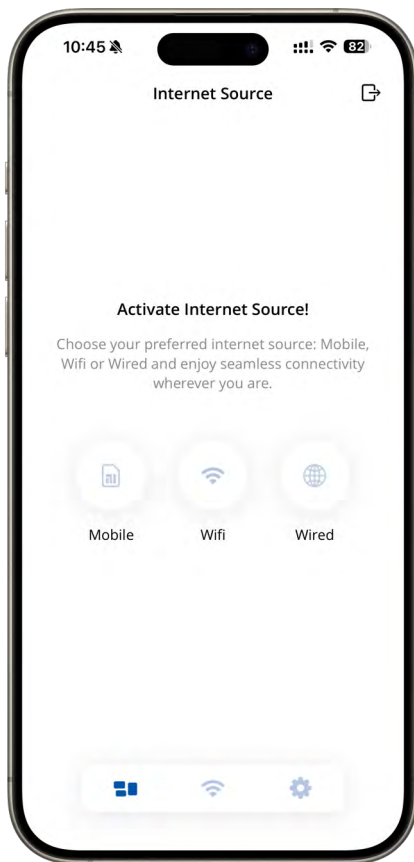 10:45
82
Internet Source
Activate Internet Source!
Choose your preferred internet source: Mobile,
Wifi or Wired and enjoy seamless connectivity
wherever you are.
Mobile Wifi Wired